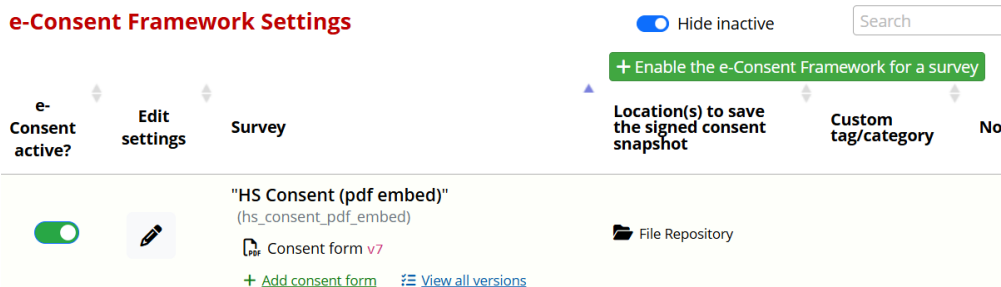 e-Consent Framework Settings
Hide inactive
Search
+ Enable the e-Consent Framework for a survey
e-
Consent
active?
Edit
settings
Survey
Location(s) to save
the signed consent
snapshot
Custom
tag/category
No
"HS Consent (pdf embed)"
(hs_consent_pdf_embed)
PDF Consent form v7
File Repository
+ Add consent form View all versions